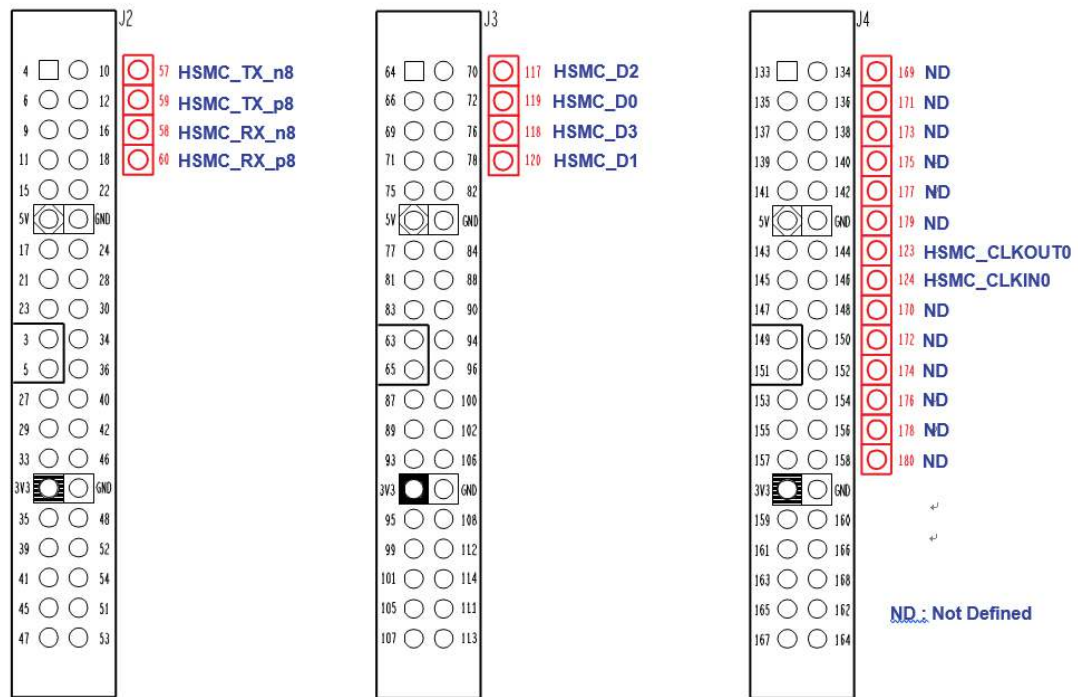 J2
4 10 57 HSMC_TX_n8
6 12 59 HSMC_TX_p8
9 16 58 HSMC_RX_n8
11 18 60 HSMC_RX_p8
15 22
5V GND
17 24
21 28
23 30
3 34
5 36
27 40
29 42
33 46
3V3 GND
35 48
39 52
41 54
45 51
47 53
J3
64 70 117 HSMC_D2
66 72 119 HSMC_D0
69 76 118 HSMC_D3
71 78 120 HSMC_D1
75 82
5V GND
77 84
81 88
83 90
63 94
65 96
87 100
89 102
93 106
3V3 GND
95 108
99 112
101 114
105 111
107 113
J4
133 134 169 ND
135 136 171 ND
137 138 173 ND
139 140 175 ND
141 142 177 ND
5V GND 179 ND
143 144 123 HSMC_CLKOUT0
145 146 124 HSMC_CLKIN0
147 148 170 ND
149 150 172 ND
151 152 174 ND
153 154 176 ND
155 156 178 ND
157 158 180 ND
3V3 GND
159 160
161 166
163 168
165 162
167 164
ND : Not Defined